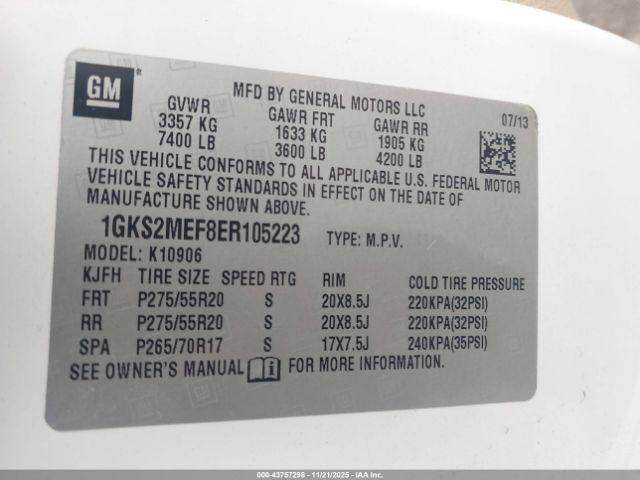 GM
MFD BY GENERAL MOTORS LLC
07/13
GVWR GAWR FRT GAWR RR
3357 KG 1633 KG 1905 KG
7400 LB 3600 LB 4200 LB
THIS VEHICLE CONFORMS TO ALL APPLICABLE U.S. FEDERAL MOTOR
VEHICLE SAFETY STANDARDS IN EFFECT ON THE DATE OF
MANUFACTURE SHOWN ABOVE.
1GKS2MEF8ER105223 TYPE: M.P.V.
MODEL: K10906
KJFH TIRE SIZE SPEED RTG RIM COLD TIRE PRESSURE
FRT P275/55R20 S 20X8.5J 220KPA(32PSI)
RR P275/55R20 S 20X8.5J 220KPA(32PSI)
SPA P265/70R17 S 17X7.5J 240KPA(35PSI)
SEE OWNER'S MANUAL FOR MORE INFORMATION.
000-43757298 - 11/21/2025 - IAAI.COM